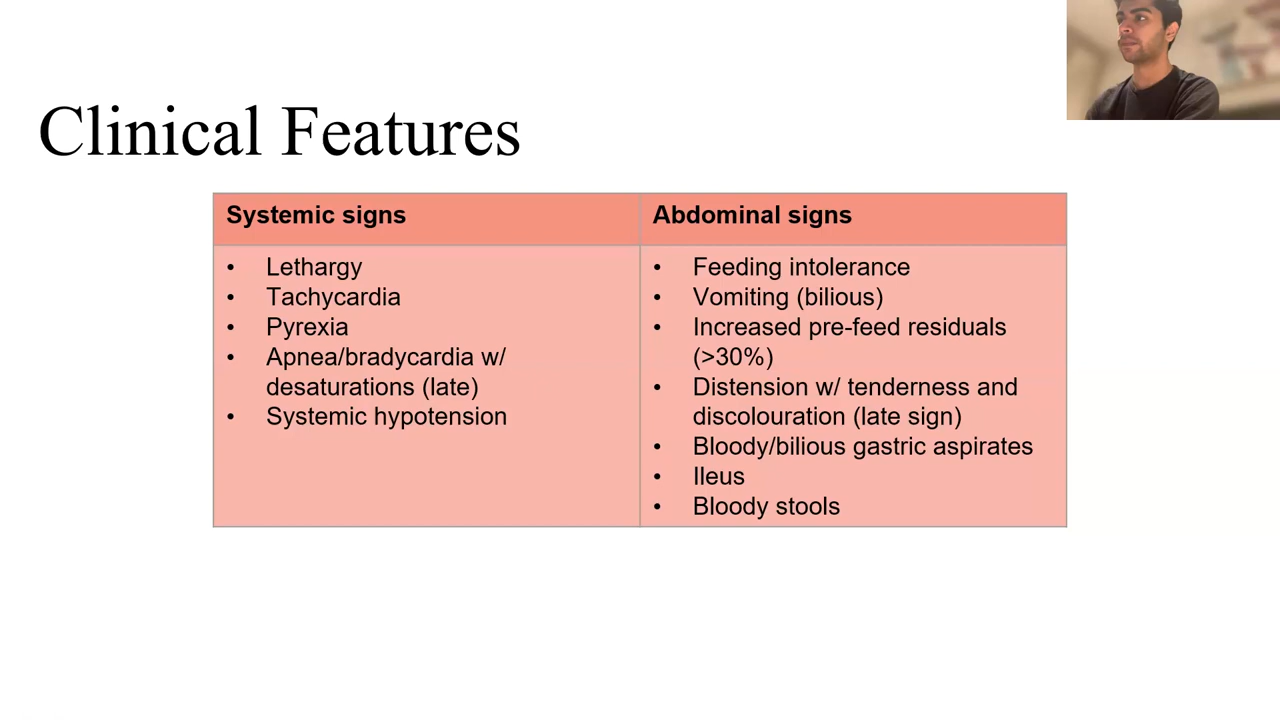 Clinical Features
Systemic signs
• Lethargy
• Tachycardia
• Pyrexia
• Apnea/bradycardia w/
desaturations (late)
• Systemic hypotension
Abdominal signs
• Feeding intolerance
• Vomiting (bilious)
• Increased pre-feed residuals
(>30%)
• Distension w/ tenderness and
discolouration (late sign)
• Bloody/bilious gastric aspirates
• Ileus
• Bloody stools